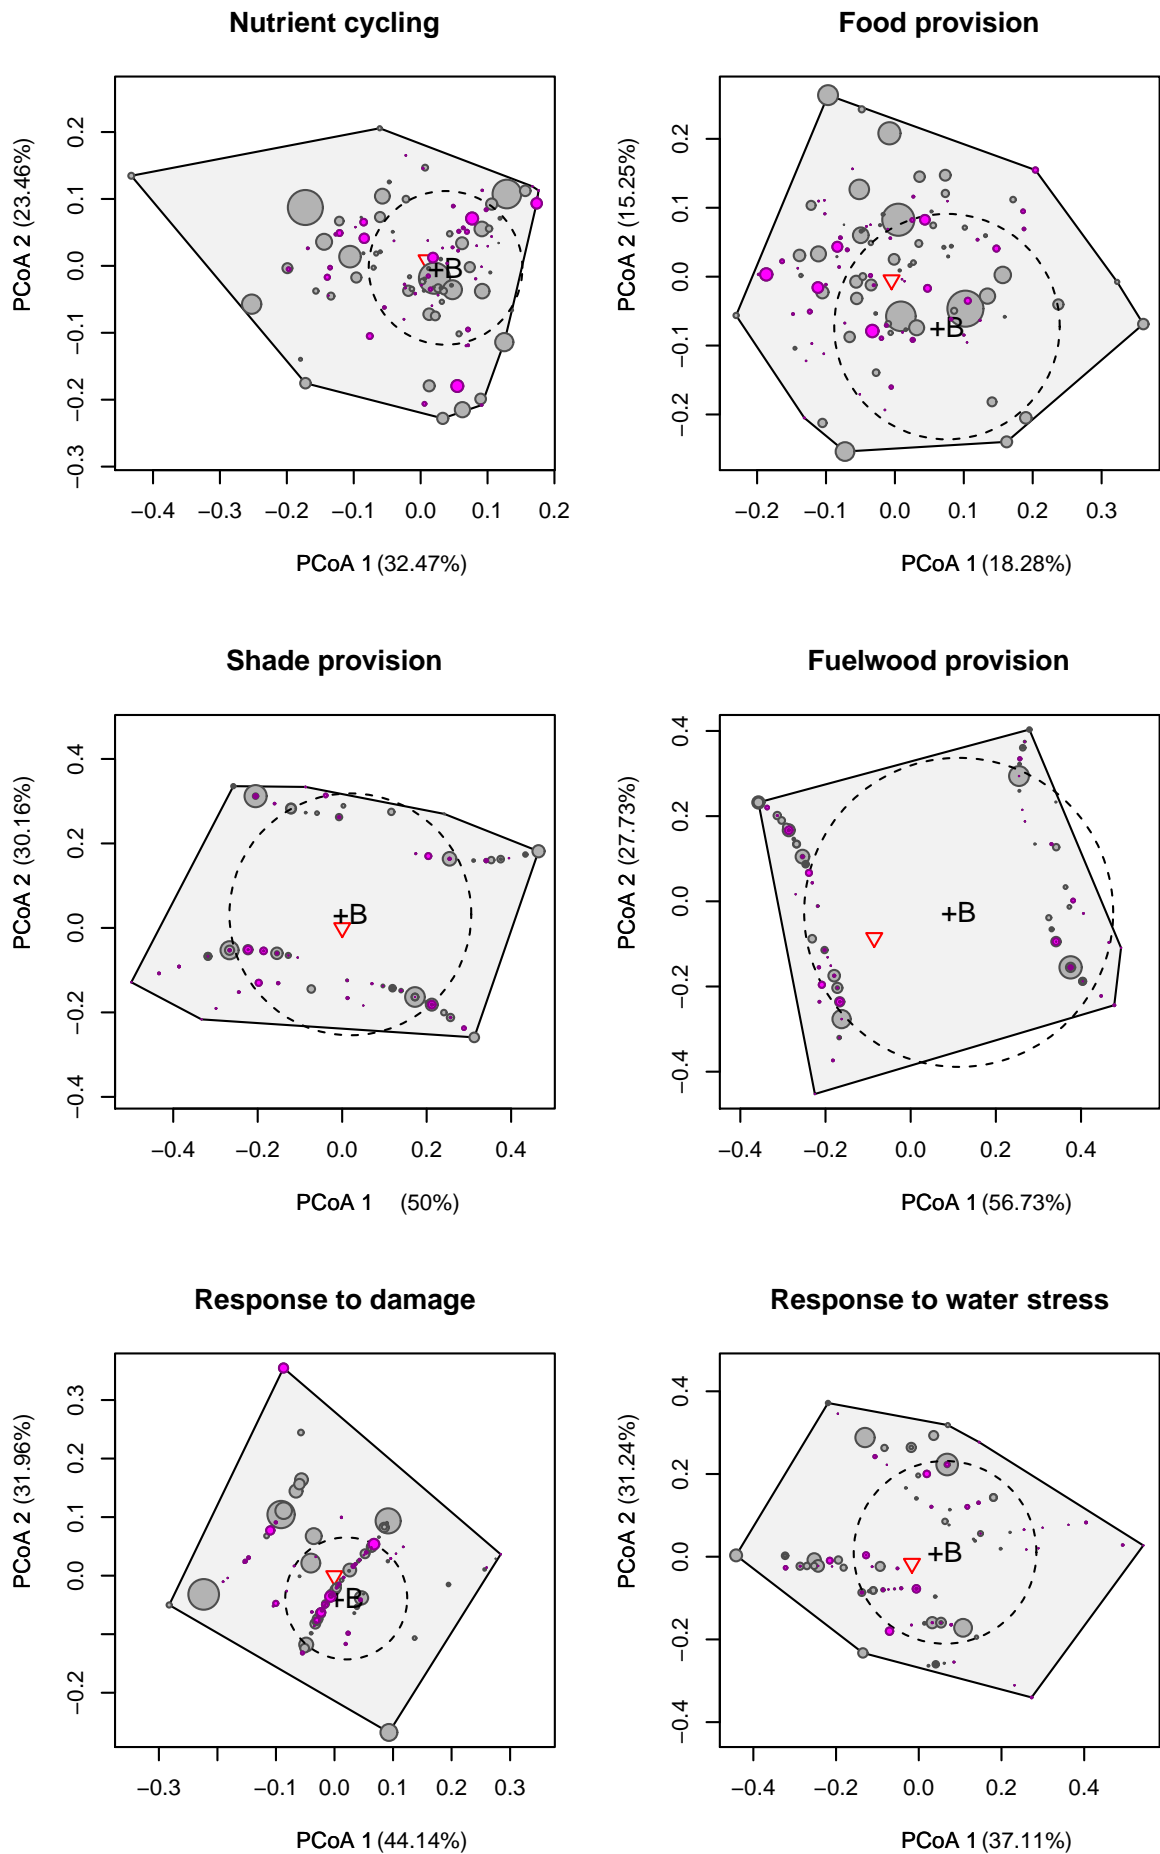 Nutrient cycling
PCoA 2 (23.46%)
0.2
0.1
0.0
−0.1
−0.2
−0.3
+B
−0.4 −0.3 −0.2 −0.1 0.0 0.1 0.2
PCoA 1 (32.47%)
Food provision
PCoA 2 (15.25%)
0.2
0.1
0.0
−0.1
−0.2
+B
−0.2 −0.1 0.0 0.1 0.2 0.3
PCoA 1 (18.28%)
Shade provision
PCoA 2 (30.16%)
0.4
0.2
0.0
−0.2
−0.4
+B
−0.4 −0.2 0.0 0.2 0.4
PCoA 1 (50%)
Fuelwood provision
PCoA 2 (27.73%)
0.4
0.2
0.0
−0.2
−0.4
+B
−0.4 −0.2 0.0 0.2 0.4
PCoA 1 (56.73%)
Response to damage
PCoA 2 (31.96%)
0.3
0.2
0.1
0.0
−0.2
+B
−0.3 −0.1 0.0 0.1 0.2 0.3
PCoA 1 (44.14%)
Response to water stress
PCoA 2 (31.24%)
0.4
0.2
0.0
−0.2
−0.4
+B
−0.4 −0.2 0.0 0.2 0.4
PCoA 1 (37.11%)